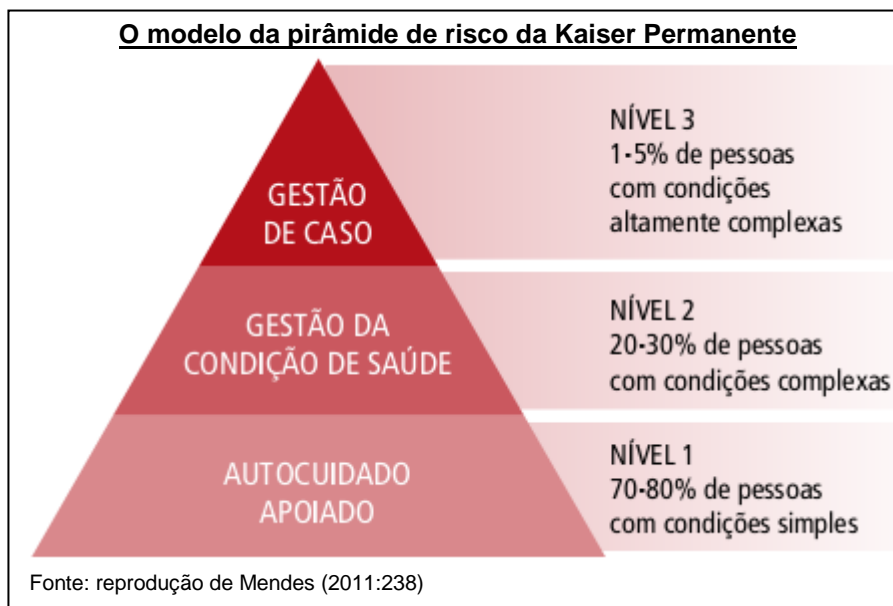 O modelo da pirâmide de risco da Kaiser Permanente
GESTÃO
DE CASO
NÍVEL 3
1-5% de pessoas
com condições
altamente complexas
GESTÃO DA
CONDIÇÃO DE SAÚDE
NÍVEL 2
20-30% de pessoas
com condições complexas
AUTOCUIDADO
APOIADO
NÍVEL 1
70-80% de pessoas
com condições simples
Fonte: reprodução de Mendes (2011:238)